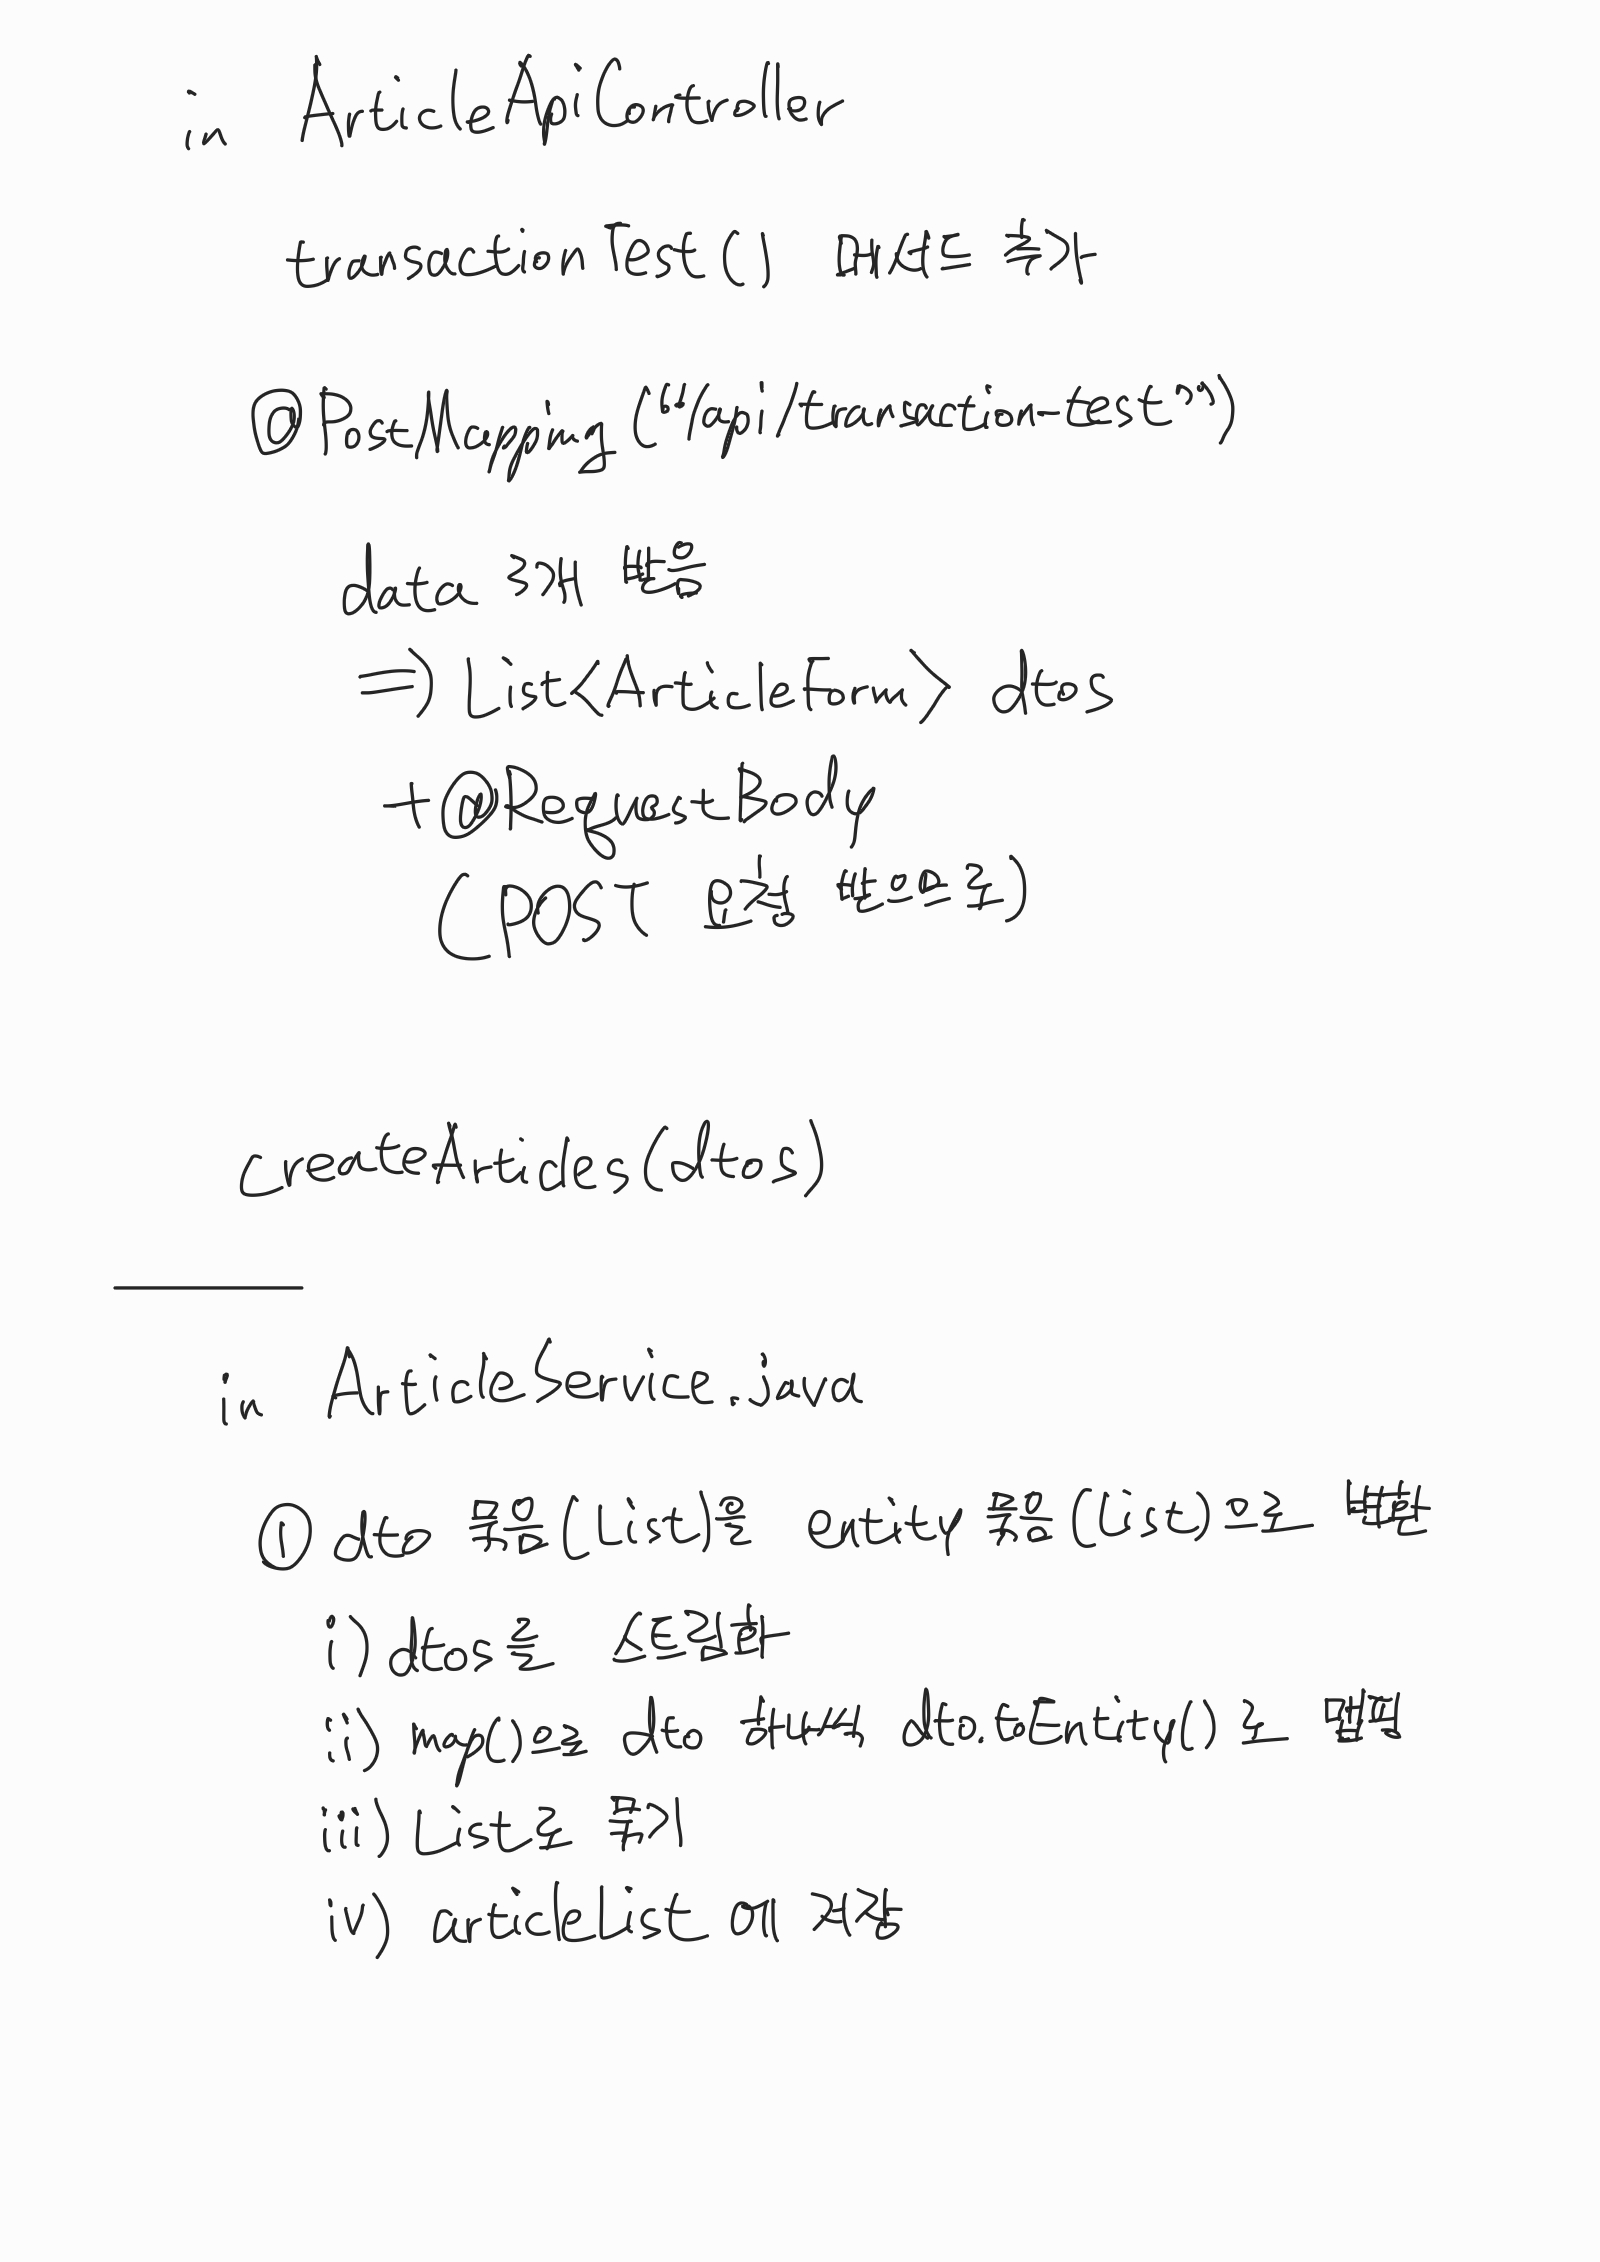 in ArticleApiController
transactionTest() 메서드 추가
@PostMapping (“/api/transaction-test”)
data 3개 받음
⇒) List<ArticleForm> dtos
+ @RequestBody
(POST 요청 받으므로)
createArticles(dtos)
in ArticleService.java
① dto 묶음(List)을 entity 묶음(List)으로 변환
i) dtos를 스트림화
ii) map()으로 dto 하나씩 dto.toEntity()로 맵핑
iii) List로 묶기
iv) articleList에 저장